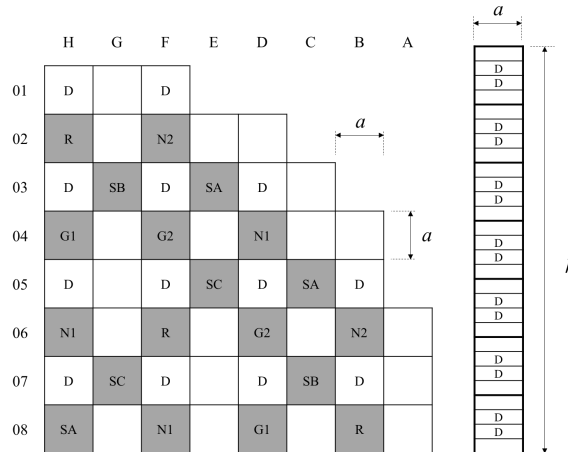 H G F E D C B A
a
01 D D
D
D
02 R N2
a
D
D
03 D SB D SA D
D
D
04 G1 G2 N1
a
D
D
05 D D SC D SA D
D
D
06 N1 R G2 N2
D
D
07 D SC D D SB D
08 SA N1 G1 R
D
D